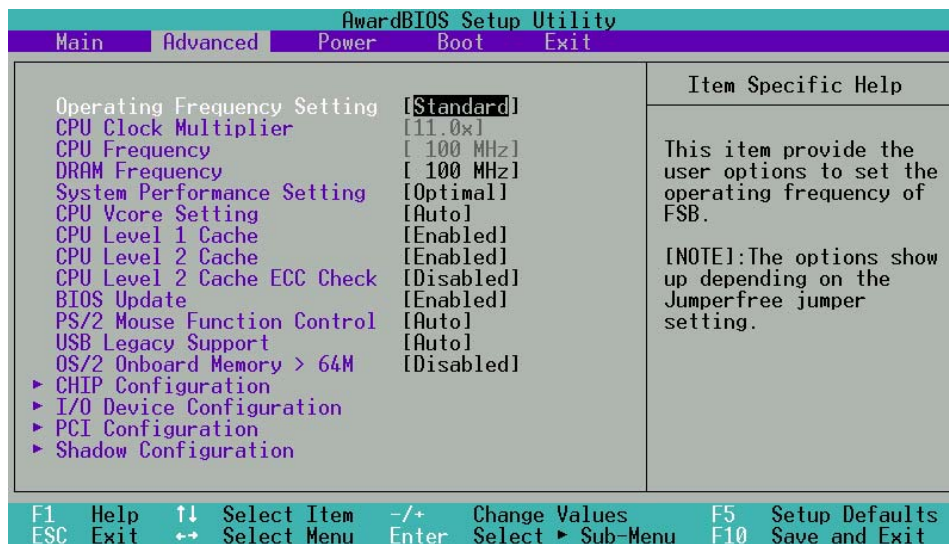 AwardBIOS Setup Utility
Main Advanced Power Boot Exit
Operating Frequency Setting [Standard]
CPU Clock Multiplier [11.0x]
CPU Frequency [ 100 MHz]
DRAM Frequency [ 100 MHz]
System Performance Setting [Optimal]
CPU Vcore Setting [Auto]
CPU Level 1 Cache [Enabled]
CPU Level 2 Cache [Enabled]
CPU Level 2 Cache ECC Check [Disabled]
BIOS Update [Enabled]
PS/2 Mouse Function Control [Auto]
USB Legacy Support [Auto]
OS/2 Onboard Memory > 64M [Disabled]
► CHIP Configuration
► I/O Device Configuration
► PCI Configuration
► Shadow Configuration
Item Specific Help
This item provide the
user options to set the
operating frequency of
FSB.
[NOTE]:The options show
up depending on the
Jumperfree jumper
setting.
F1 Help ↑↓ Select Item -/+ Change Values F5 Setup Defaults
ESC Exit ←→ Select Menu Enter Select ► Sub-Menu F10 Save and Exit